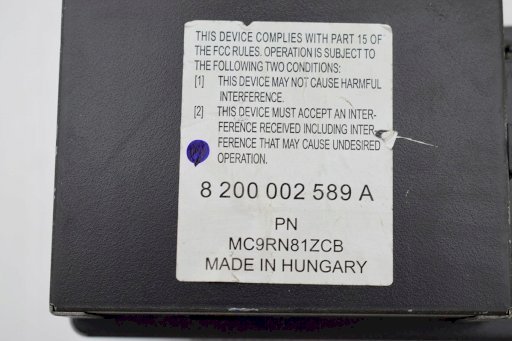 THIS DEVICE COMPLIES WITH PART 15 OF
THE FCC RULES. OPERATION IS SUBJECT TO
THE FOLLOWING TWO CONDITIONS:
[1] THIS DEVICE MAY NOT CAUSE HARMFUL
INTERFERENCE.
[2] THIS DEVICE MUST ACCEPT AN INTER-
FERENCE RECEIVED INCLUDING INTER-
FERENCE THAT MAY CAUSE UNDESIRED
OPERATION.
8 200 002 589 A
PN
MC9RN81ZCB
MADE IN HUNGARY